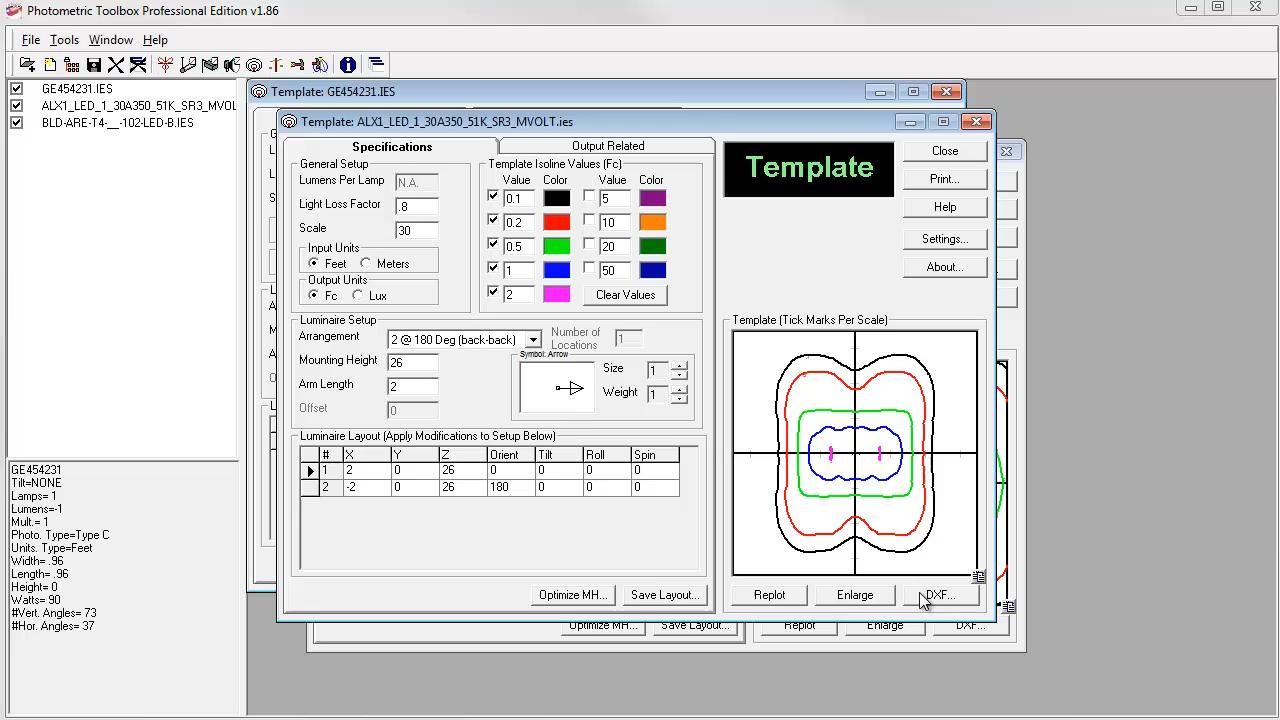 Photometric Toolbox Professional Edition v1.86
File Tools Window Help
GE454231.IES
ALX1_LED_1_30A350_51K_SR3_MVOL
BLD-ARE-T4-__-102-LED-B.IES
GE454231
Tilt=NONE
Lamps= 1
Lumens=-1
Mult.= 1
Photo. Type=Type C
Units. Type=Feet
Width= .96
Length= .96
Height= 0
Watts= 90
#Vert. Angles= 73
#Hor. Angles= 37
Template: GE454231.IES
Template: ALX1_LED_1_30A350_51K_SR3_MVOLT.ies
Specifications Output Related
General Setup
Lumens Per Lamp N.A.
Light Loss Factor .8
Scale 30
Input Units
Feet Meters
Output Units
Fc Lux
Template Isoline Values (Fc)
Value Color Value Color
0.1 5
0.2 10
0.5 20
1 50
2 Clear Values
Luminaire Setup
Arrangement 2 @ 180 Deg (back-back) Number of Locations 1
Mounting Height 26
Arm Length 2
Offset 0
Symbol: Arrow
Size 1
Weight 1
Luminaire Layout (Apply Modifications to Setup Below)
# X Y Z Orient Tilt Roll Spin
1 2 0 26 0 0 0 0
2 -2 0 26 180 0 0 0
Optimize MH... Save Layout...
Template
Close
Print...
Help
Settings...
About...
Template (Tick Marks Per Scale)
Replot Enlarge DXF...
Optimize MH... Save Layout... Replot Enlarge DXF...